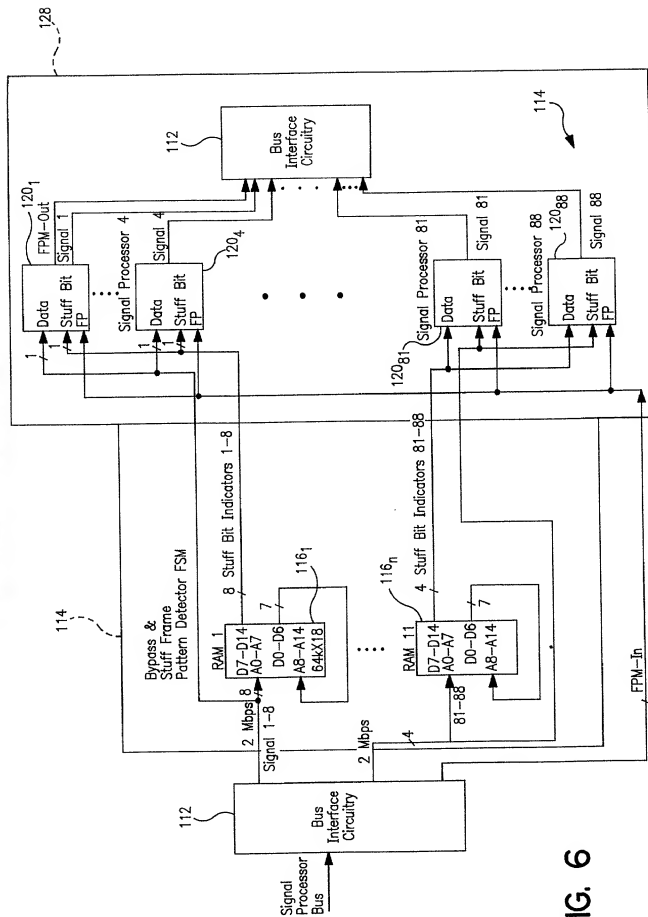 128
112
Bus
Interface
Circuitry
114
120₁
FPM-Out
Signal 1
Data
Stuff Bit
FP
1
1
Signal Processor 4
Signal 4
120₄
Data
Stuff Bit
FP
1
1
Signal Processor 81
Signal 81
Data
Stuff Bit
FP
120₈₁
Signal Processor 88
120₈₈
Signal 88
Data
Stuff Bit
FP
114
Bypass &
Stuff Frame
Pattern Detector FSM
8 Stuff Bit Indicators 1-8
RAM 1
D7-D14
A0-A7
D0-D6
A8-A14
64kX18
7
116₁
8
2 Mbps
Signal 1-8
4 Stuff Bit Indicators 81-88
RAM 11
D7-D14
A0-A7
D0-D6
A8-A14
7
116ₙ
81-88
2 Mbps
4
FPM-In
112
Bus
Interface
Circuitry
Signal
Processor
Bus
IG. 6